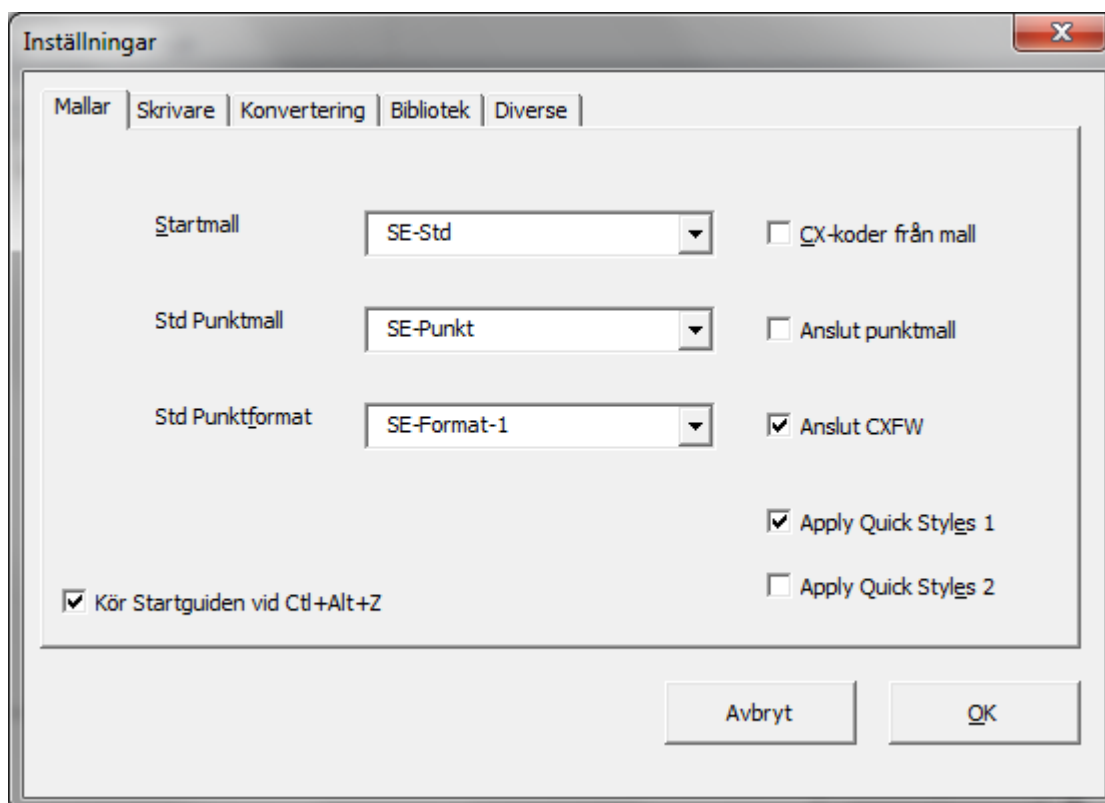 Inställningar
Mallar Skrivare Konvertering Bibliotek Diverse
Startmall SE-Std CX-koder från mall
Std Punktmall SE-Punkt Anslut punktmall
Std Punktformat SE-Format-1 Anslut CXFW
Apply Quick Styles 1
Apply Quick Styles 2
Kör Startguiden vid Ctl+Alt+Z
Avbryt OK